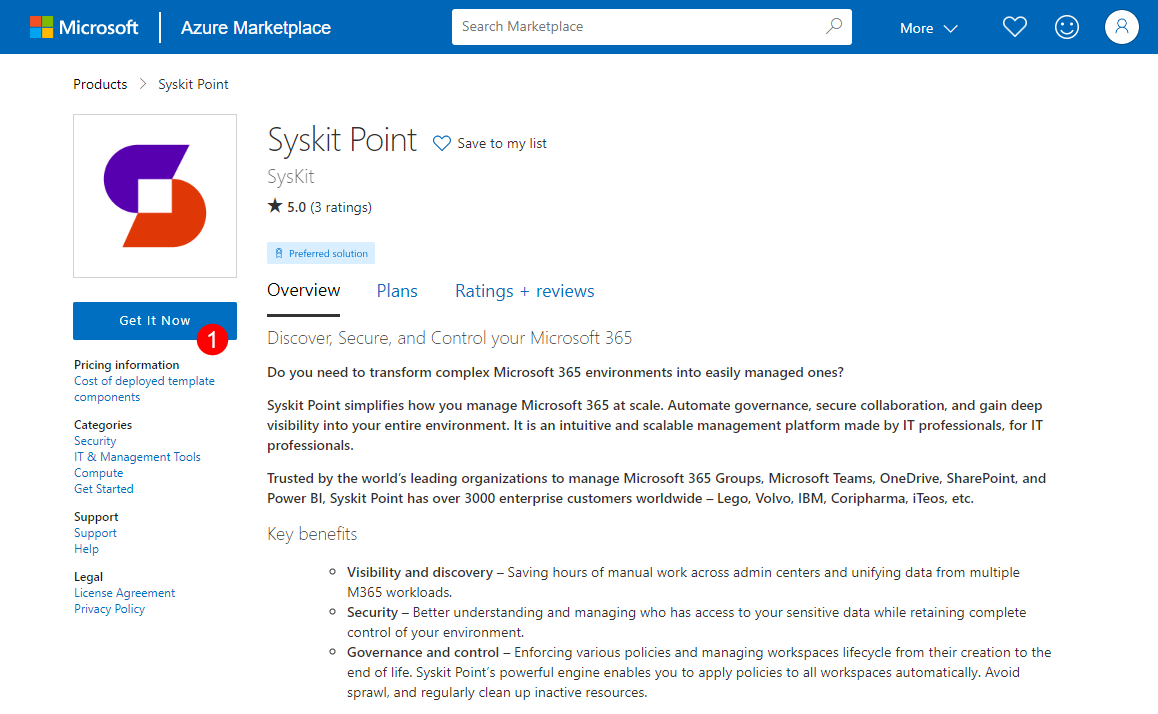 Microsoft
Azure Marketplace
Search Marketplace
More
Products
Syskit Point
Syskit Point
Save to my list
SysKit
5.0 (3 ratings)
Preferred solution
Overview
Plans
Ratings + reviews
Get It Now
1
Pricing information
Cost of deployed template
components
Categories
Security
IT & Management Tools
Compute
Get Started
Support
Support
Help
Legal
License Agreement
Privacy Policy
Discover, Secure, and Control your Microsoft 365
Do you need to transform complex Microsoft 365 environments into easily managed ones?
Syskit Point simplifies how you manage Microsoft 365 at scale. Automate governance, secure collaboration, and gain deep
visibility into your entire environment. It is an intuitive and scalable management platform made by IT professionals, for IT
professionals.
Trusted by the world's leading organizations to manage Microsoft 365 Groups, Microsoft Teams, OneDrive, SharePoint, and
Power BI, Syskit Point has over 3000 enterprise customers worldwide – Lego, Volvo, IBM, Coripharma, iTeos, etc.
Key benefits
Visibility and discovery – Saving hours of manual work across admin centers and unifying data from multiple
M365 workloads.
Security – Better understanding and managing who has access to your sensitive data while retaining complete
control of your environment.
Governance and control – Enforcing various policies and managing workspaces lifecycle from their creation to the
end of life. Syskit Point's powerful engine enables you to apply policies to all workspaces automatically. Avoid
sprawl, and regularly clean up inactive resources.